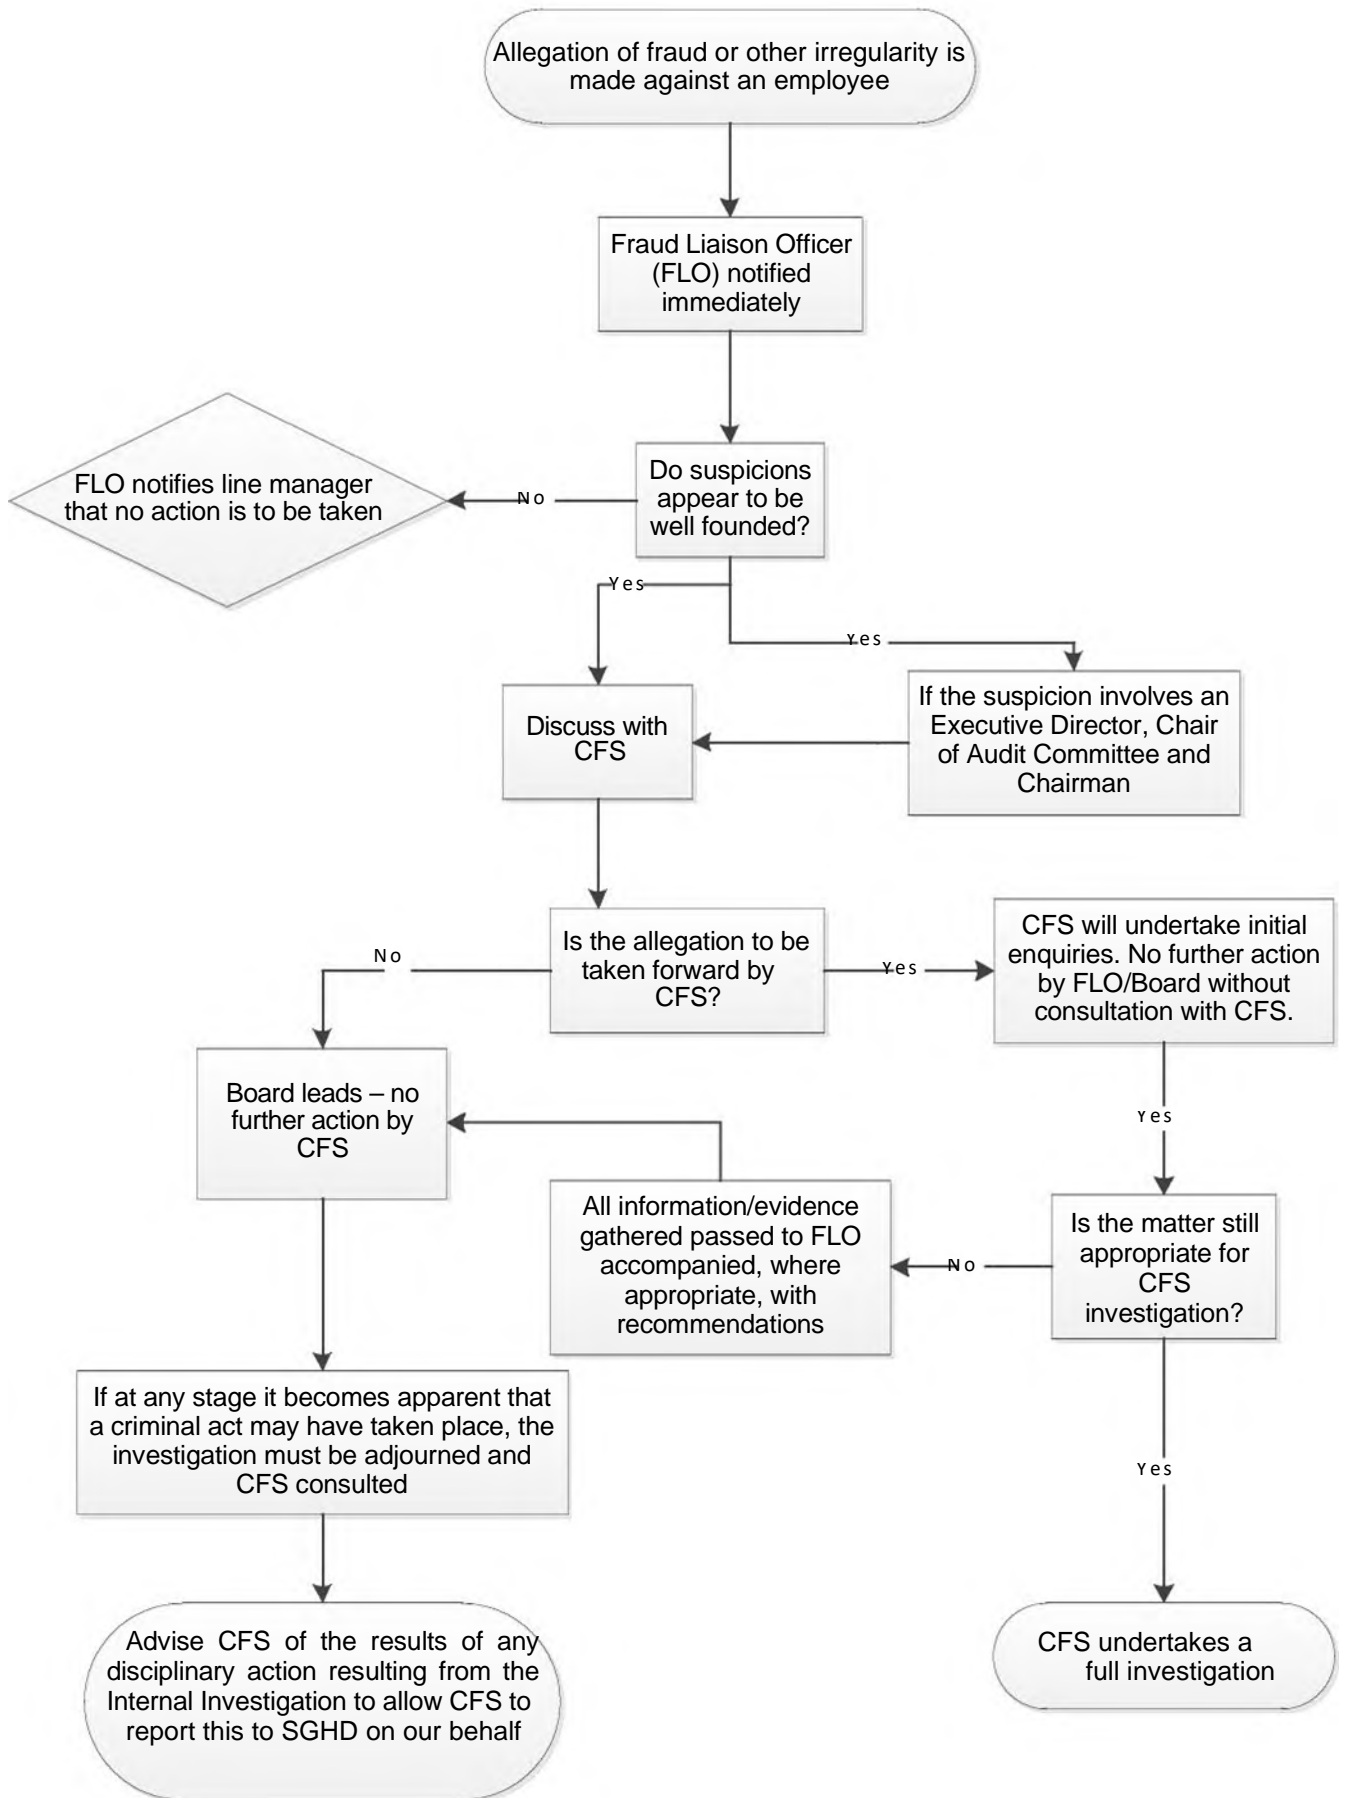 Allegation of fraud or other irregularity is
made against an employee
Fraud Liaison Officer
(FLO) notified
immediately
Do suspicions
appear to be
well founded?
No
FLO notifies line manager
that no action is to be taken
Yes
Yes
If the suspicion involves an
Executive Director, Chair
of Audit Committee and
Chairman
Discuss with
CFS
Is the allegation to be
taken forward by
CFS?
No
Yes
CFS will undertake initial
enquiries. No further action
by FLO/Board without
consultation with CFS.
Board leads – no
further action by
CFS
Yes
All information/evidence
gathered passed to FLO
accompanied, where
appropriate, with
recommendations
No
Is the matter still
appropriate for
CFS
investigation?
If at any stage it becomes apparent that
a criminal act may have taken place, the
investigation must be adjourned and
CFS consulted
Yes
Advise CFS of the results of any
disciplinary action resulting from the
Internal Investigation to allow CFS to
report this to SGHD on our behalf
CFS undertakes a
full investigation